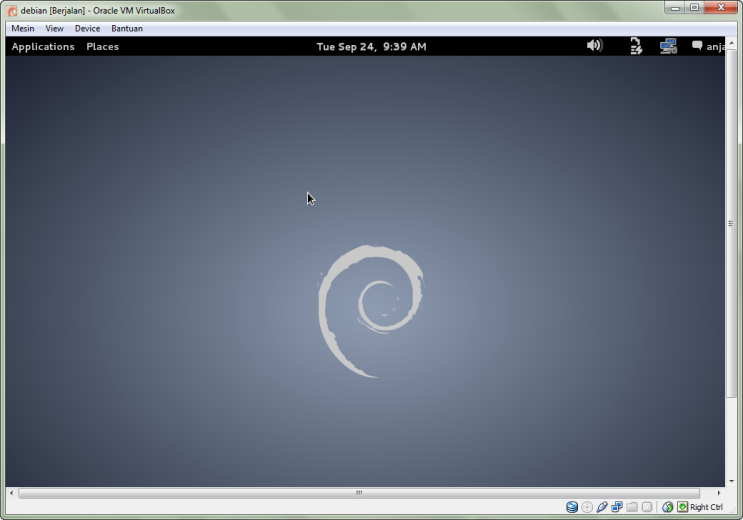 debian [Berjalan] - Oracle VM VirtualBox
Mesin View Device Bantuan
Applications Places Tue Sep 24, 9:39 AM anja
Right Ctrl